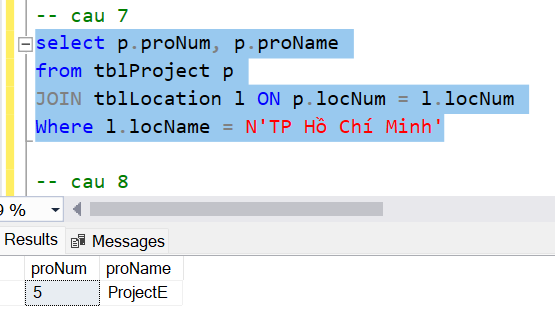 -- cau 7
select p.proNum, p.proName
from tblProject p
JOIN tblLocation l ON p.locNum = l.locNum
Where l.locName = N'TP Hồ Chí Minh'
-- cau 8
9 %
Results Messages
proNum proName
5 ProjectE